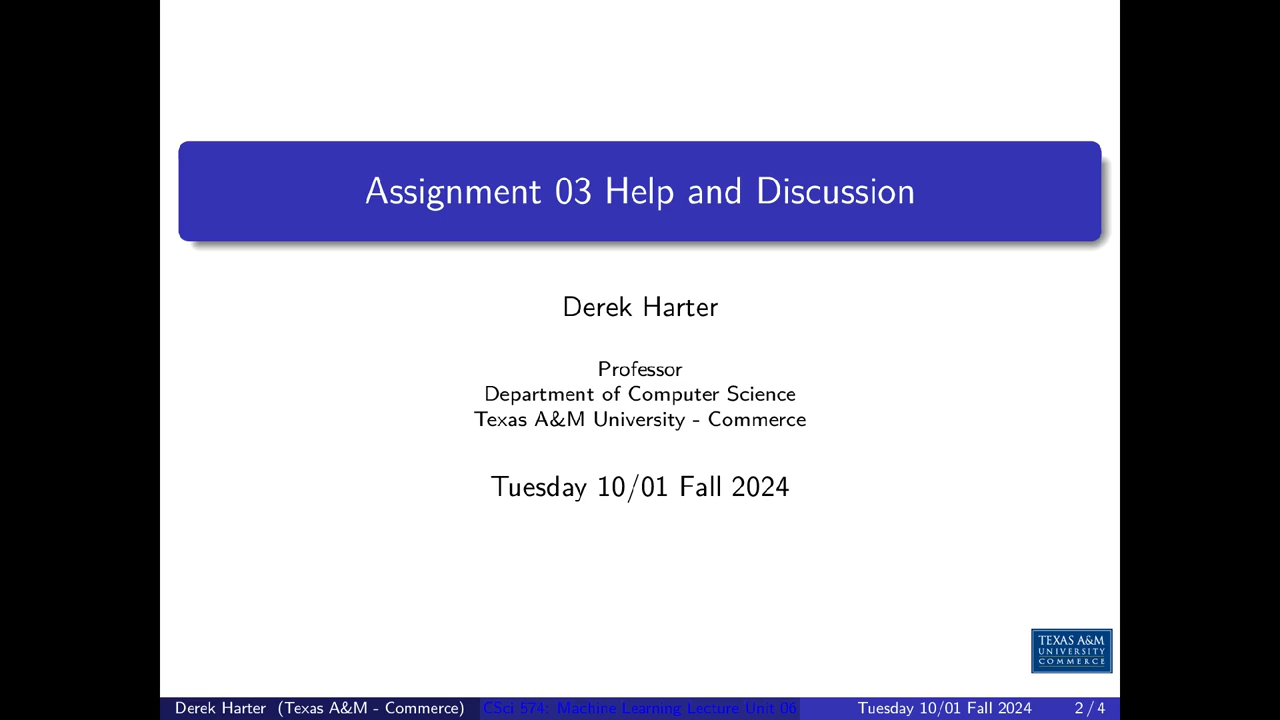 Assignment 03 Help and Discussion
Derek Harter
Professor
Department of Computer Science
Texas A&M University - Commerce
Tuesday 10/01 Fall 2024
TEXAS A&M
UNIVERSITY
COMMERCE
Derek Harter (Texas A&M - Commerce) CSci 574: Machine Learning Lecture Unit 06 Tuesday 10/01 Fall 2024 2 / 4